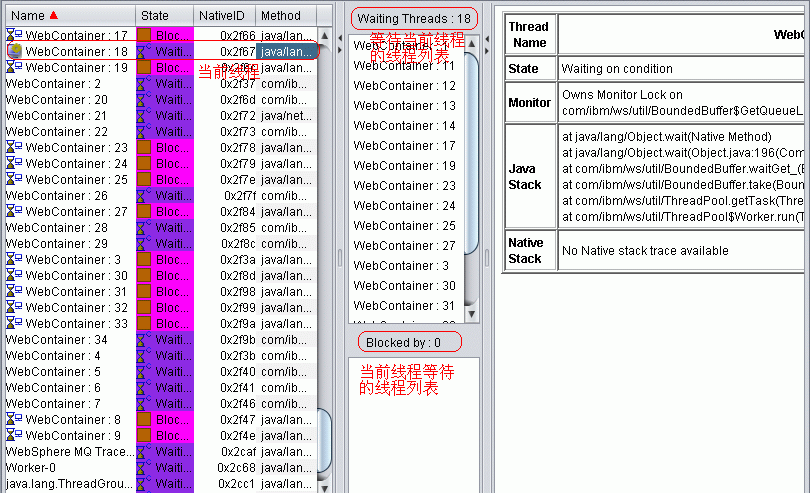 Name State NativeID Method
WebContainer : 17 Bloc... 0x2f66 java/lan...
WebContainer : 18 Waiti... 0x2f67 java/lan...
WebContainer : 19 Bloc... java/lan...
当前线程
WebContainer : 2 Waiti... 0x2f37 com/ib...
WebContainer : 20 Waiti... 0x2f6d com/ib...
WebContainer : 21 Waiti... 0x2f72 java/net...
WebContainer : 22 Waiti... 0x2f73 com/ib...
WebContainer : 23 Bloc... 0x2f78 java/lan...
WebContainer : 24 Bloc... 0x2f79 java/lan...
WebContainer : 25 Bloc... 0x2f7e java/lan...
WebContainer : 26 Waiti... 0x2f7f com/ib...
WebContainer : 27 Bloc... 0x2f84 java/lan...
WebContainer : 28 Waiti... 0x2f85 com/ib...
WebContainer : 29 Waiti... 0x2f8c com/ib...
WebContainer : 3 Bloc... 0x2f3a java/lan...
WebContainer : 30 Bloc... 0x2f8d java/lan...
WebContainer : 31 Bloc... 0x2f98 java/lan...
WebContainer : 32 Bloc... 0x2f99 java/lan...
WebContainer : 33 Bloc... 0x2f9a java/lan...
WebContainer : 34 Waiti... 0x2f9b com/ib...
WebContainer : 4 Waiti... 0x2f3b com/ib...
WebContainer : 5 Waiti... 0x2f40 com/ib...
WebContainer : 6 Waiti... 0x2f41 com/ib...
WebContainer : 7 Waiti... 0x2f46 com/ib...
WebContainer : 8 Bloc... 0x2f47 java/lan...
WebContainer : 9 Bloc... 0x2f4e java/lan...
WebSphere MQ Trace... Waiti... 0x2caf java/lan...
Worker-0 Waiti... 0x2c68 java/lan...
java.lang.ThreadGrou... Waiti... 0x2cc1 java/lan...
Waiting Threads : 18
等待当前线程
的线程列表
WebContainer : 1
WebContainer : 11
WebContainer : 12
WebContainer : 13
WebContainer : 14
WebContainer : 17
WebContainer : 19
WebContainer : 23
WebContainer : 24
WebContainer : 25
WebContainer : 27
WebContainer : 3
WebContainer : 30
WebContainer : 31
Blocked by : 0
当前线程等待
的线程列表
Thread Name
WebC
State Waiting on condition
Monitor
Owns Monitor Lock on
com/ibm/ws/util/BoundedBuffer$GetQueueL
Java Stack
at java/lang/Object.wait(Native Method)
at java/lang/Object.wait(Object.java:196(Com
at com/ibm/ws/util/BoundedBuffer.waitGet_(B
at com/ibm/ws/util/BoundedBuffer.take(Boun
at com/ibm/ws/util/ThreadPool.getTask(Thre
at com/ibm/ws/util/ThreadPool$Worker.run(T
Native Stack
No Native stack trace available